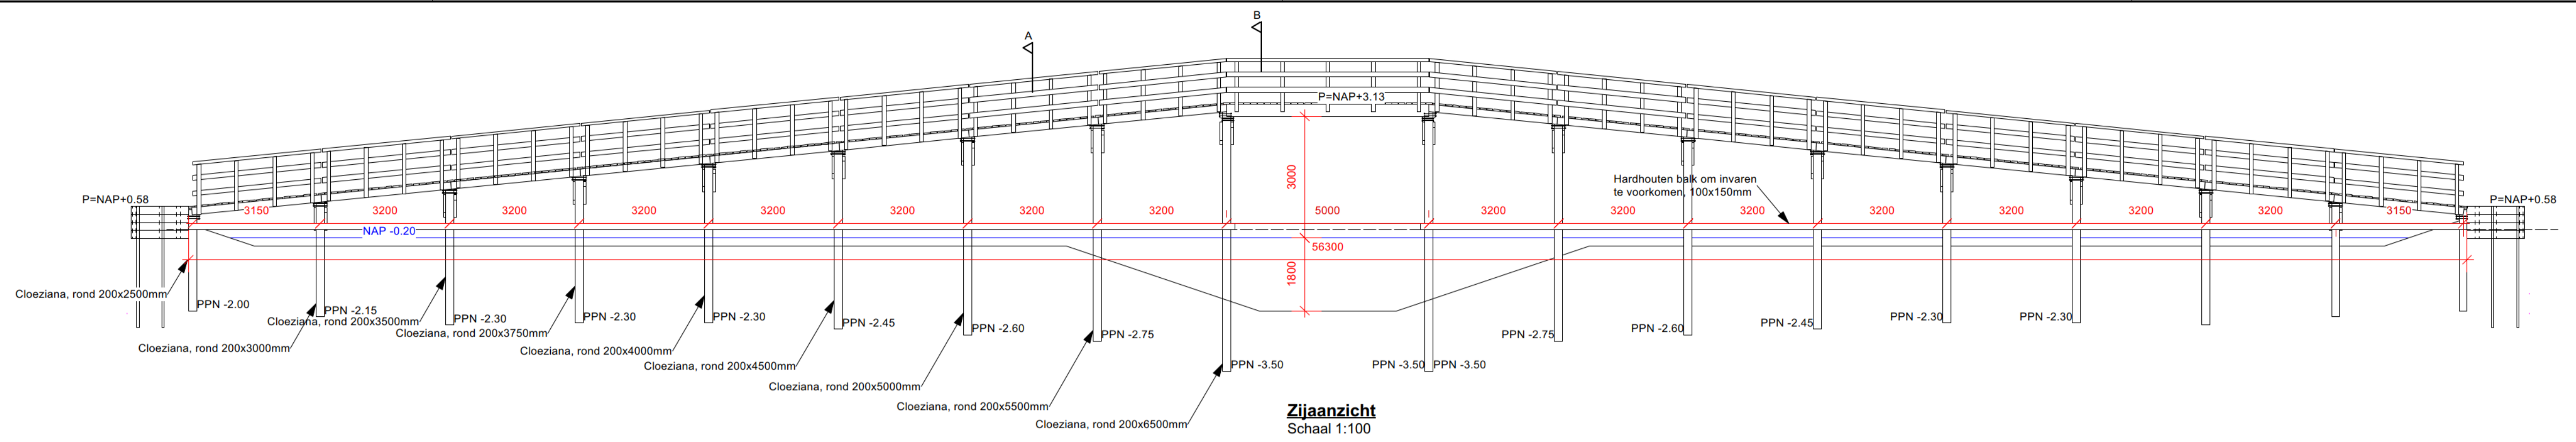 B
A
P=NAP+3.13
3000
Hardhouten balk om invaren
te voorkomen, 100x150mm
P=NAP+0.58
P=NAP+0.58
3150
3200
3200
3200
3200
3200
3200
3200
5000
3200
3200
3200
3200
3200
3200
3200
3150
NAP -0.20
56300
1800
Cloeziana, rond 200x2500mm
PPN -2.00
PPN -2.15
Cloeziana, rond 200x3500mm
PPN -2.30
Cloeziana, rond 200x3750mm
PPN -2.30
PPN -2.30
PPN -2.45
PPN -2.60
PPN -2.75
PPN -2.75
PPN -2.60
PPN -2.45
PPN -2.30
PPN -2.30
Cloeziana, rond 200x3000mm
Cloeziana, rond 200x4000mm
Cloeziana, rond 200x4500mm
PPN -3.50
PPN -3.50
PPN -3.50
Cloeziana, rond 200x5000mm
Cloeziana, rond 200x5500mm
Cloeziana, rond 200x6500mm
Zijaanzicht
Schaal 1:100